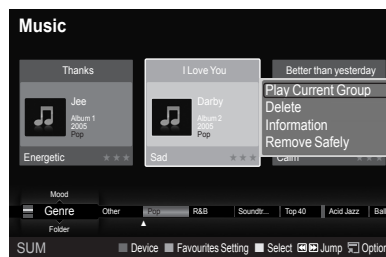 Music
Thanks
I Love You
Better than yesterday
Jee
Album 1
2005
Pop
Darby
Album 2
2005
Pop
Play Current Group
Delete
Information
Remove Safely
Energetic
Sad
Calm
Mood
Genre
Other
Pop
R&B
Soundtr...
Top 40
Acid Jazz
Ball
Folder
SUM
Device
Favourites Setting
Select
Jump
Option